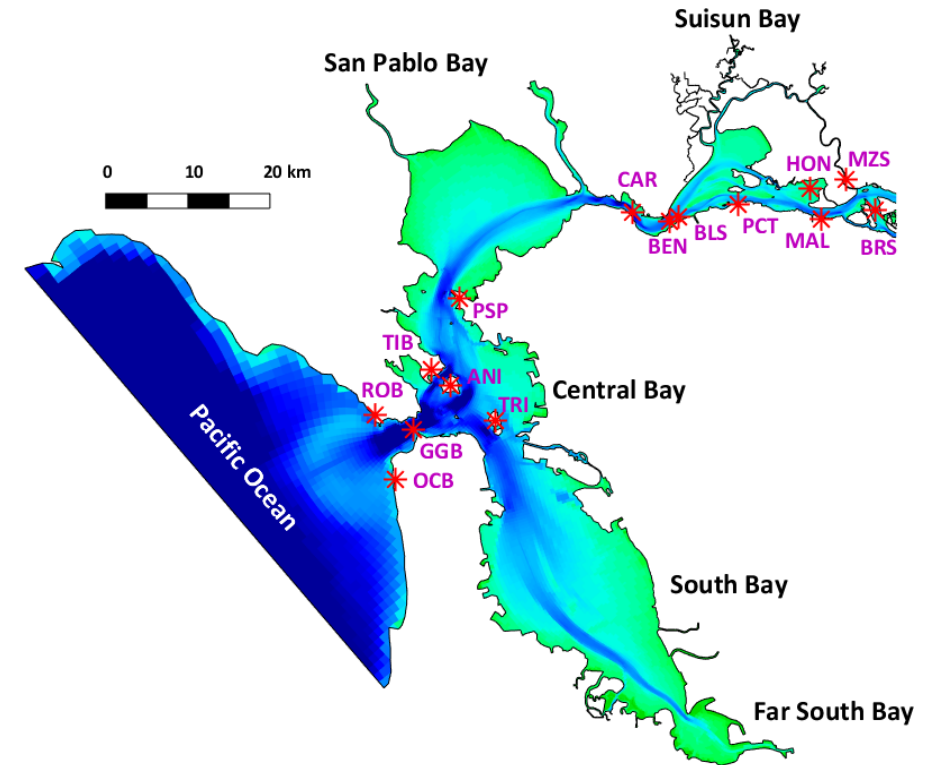 Suisun Bay
San Pablo Bay
0 10 20 km
HON
MZS
CAR
BEN
BLS
PCT
MAL
BRS
PSP
TIB
ANI
ROB
TRI
Central Bay
GGB
OCB
Pacific Ocean
South Bay
Far South Bay